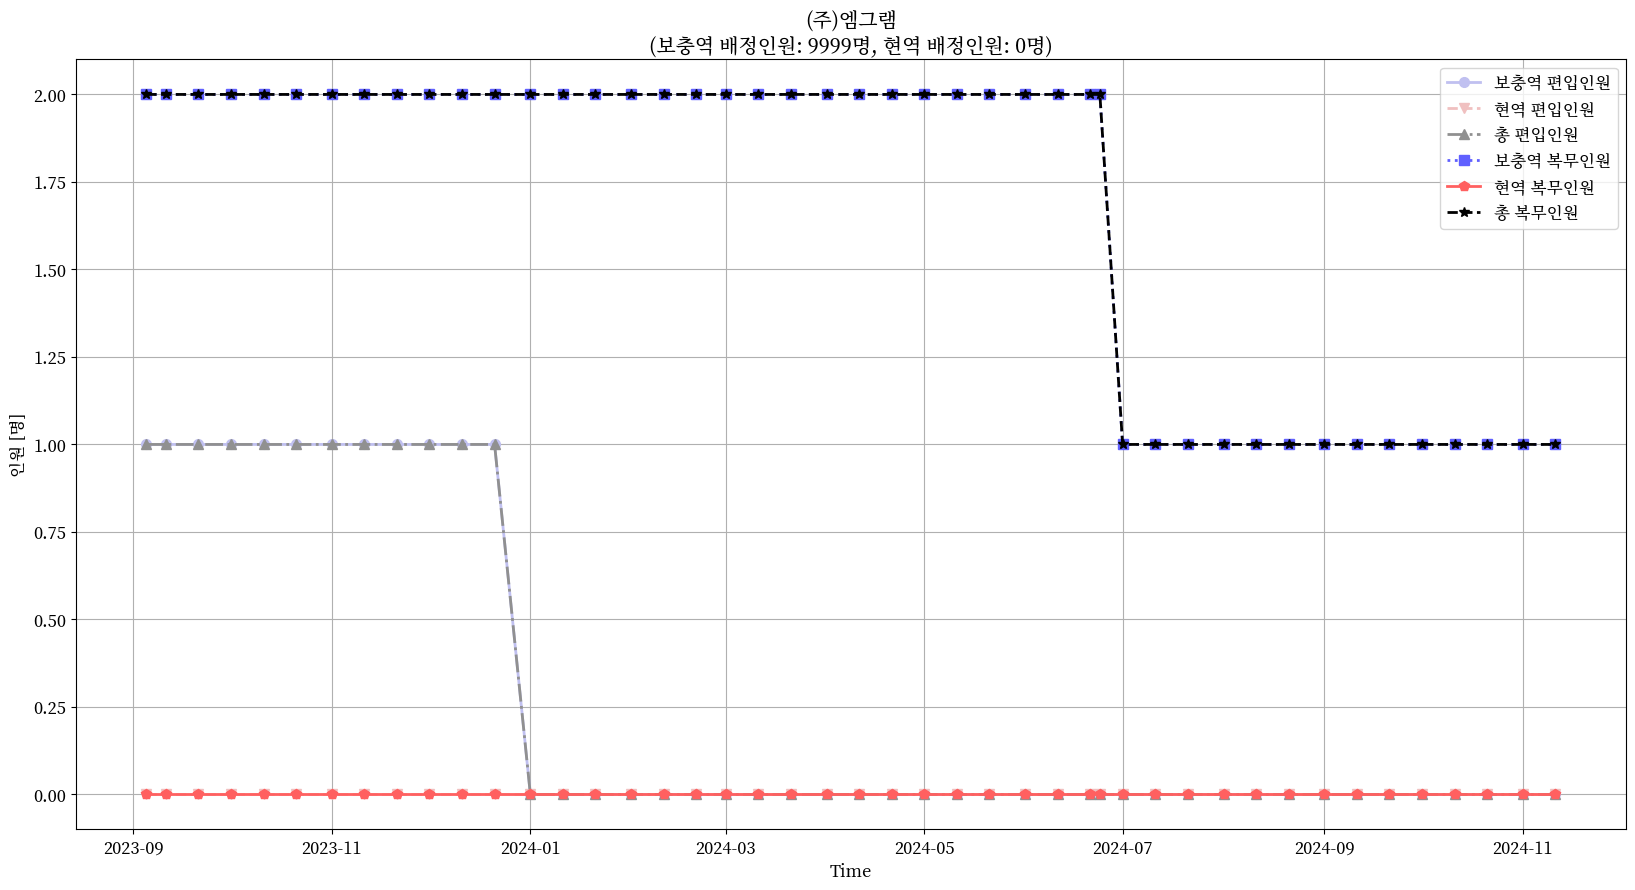 (주)엠그램
(보충역 배정인원: 9999명, 현역 배정인원: 0명)
보충역 편입인원
현역 편입인원
총 편입인원
보충역 복무인원
현역 복무인원
총 복무인원
인원 [명]
2.00
1.75
1.50
1.25
1.00
0.75
0.50
0.25
0.00
2023-09 2023-11 2024-01 2024-03 2024-05 2024-07 2024-09 2024-11
Time